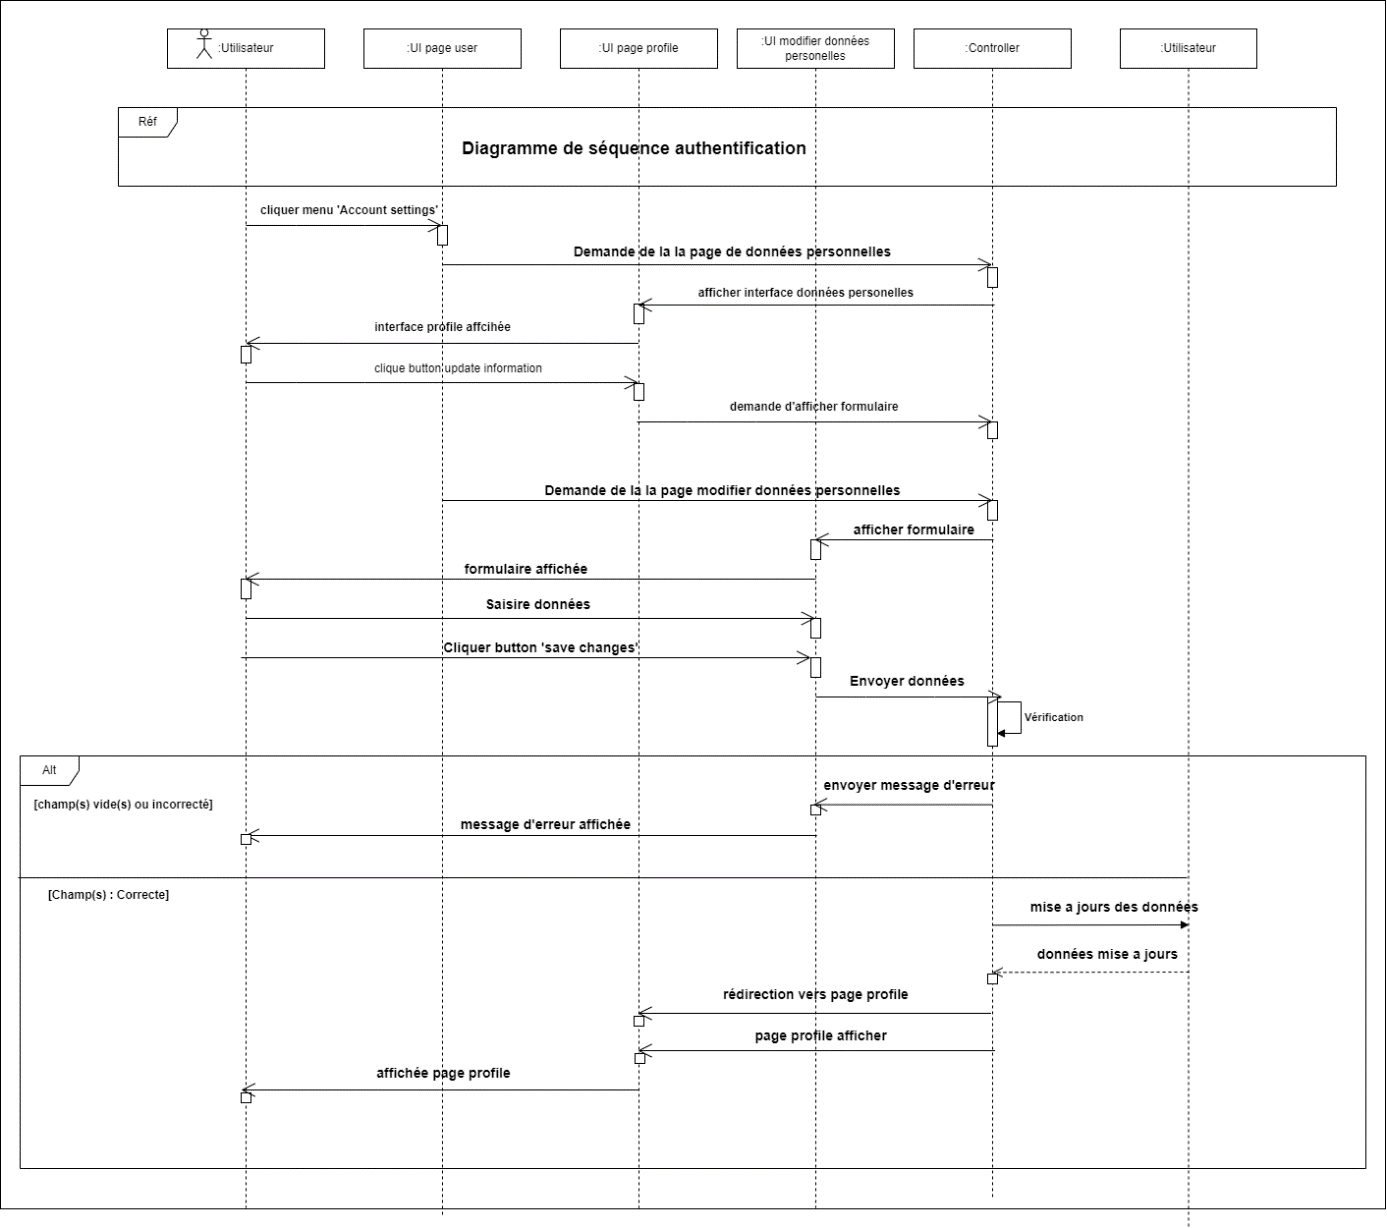 :Utilisateur
:UI page user
:UI page profile
:UI modifier données
personelles
:Controller
:Utilisateur
Réf
Diagramme de séquence authentification
cliquer menu 'Account settings'
Demande de la la page de données personnelles
afficher interface données personelles
interface profile affcihée
clique button update information
demande d'afficher formulaire
Demande de la la page modifier données personnelles
afficher formulaire
formulaire affichée
Saisire données
Cliquer button 'save changes'
Envoyer données
Vérification
Alt
envoyer message d'erreur
[champ(s) vide(s) ou incorrecté]
message d'erreur affichée
[Champ(s) : Correcte]
mise a jours des données
données mise a jours
rédirection vers page profile
page profile afficher
affichée page profile